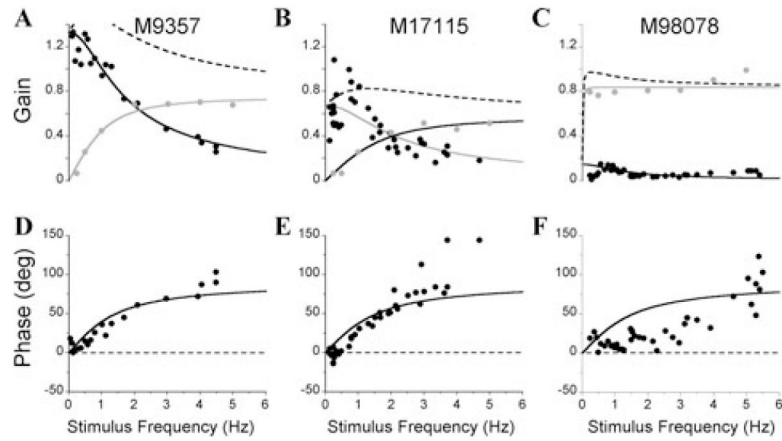 A M9357
B M17115
C M98078
Gain
1.2 0.8 0.4 0
1.2 0.8 0.4 0
1.2 0.8 0.4 0
D
E
F
Phase (deg)
150 100 50 0 50
150 100 50 0 50
150 100 50 0 50
0 1 2 3 4 5 6
0 1 2 3 4 5 6
0 1 2 3 4 5 6
Stimulus Frequency (Hz)
Stimulus Frequency (Hz)
Stimulus Frequency (Hz)